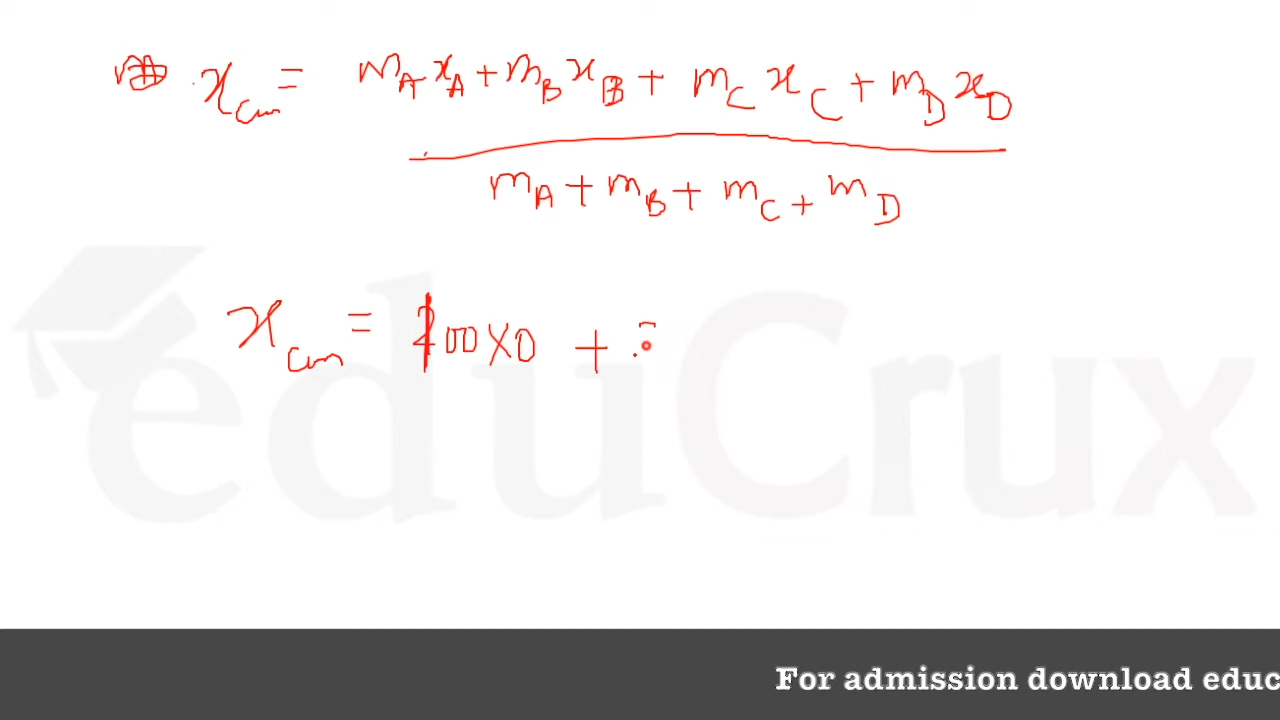 x_cm = m_A x_A + m_B x_B + m_C x_C + m_D x_D
m_A + m_B + m_C + m_D
x_cm = 100 × 0 +
eduCrux
For admission download educ